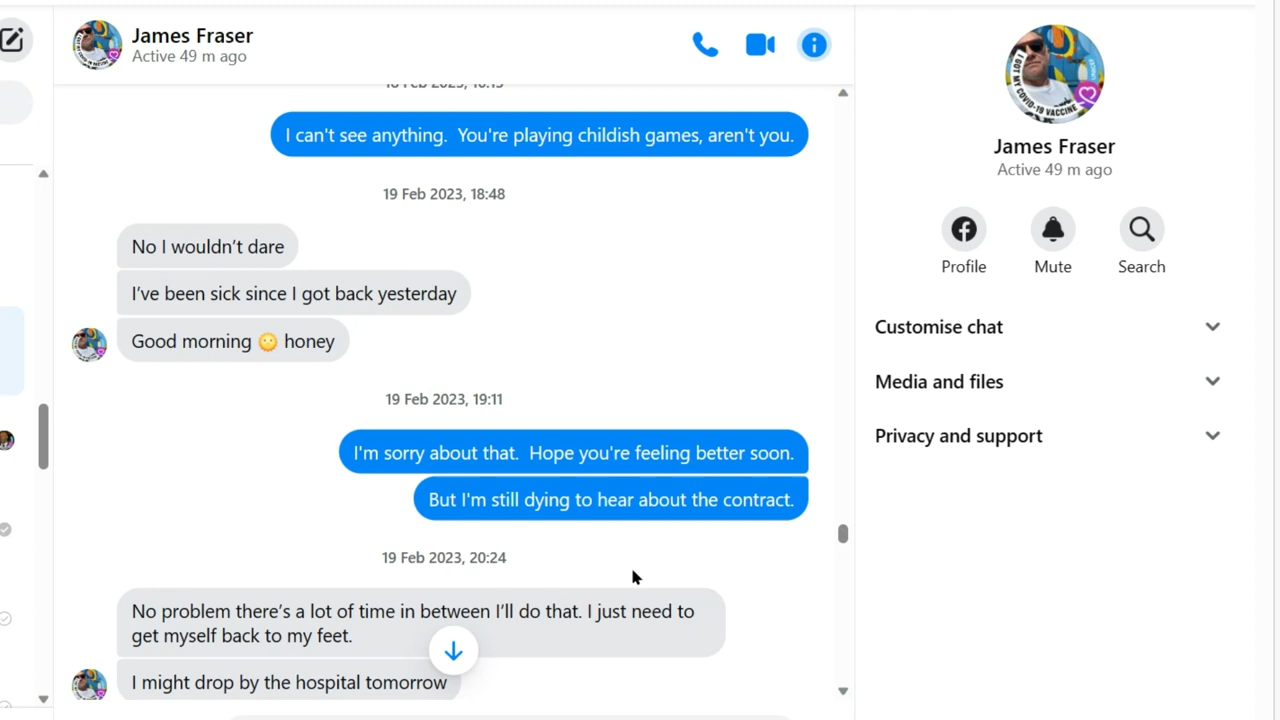 James Fraser
Active 49 m ago
I can't see anything.  You're playing childish games, aren't you.
19 Feb 2023, 18:48
No I wouldn't dare
I've been sick since I got back yesterday
Good morning 🌞 honey
19 Feb 2023, 19:11
I'm sorry about that.  Hope you're feeling better soon.
But I'm still dying to hear about the contract.
19 Feb 2023, 20:24
No problem there's a lot of time in between I'll do that. I just need to
get myself back to my feet.
I might drop by the hospital tomorrow
I GOT MY COVID-19 VACCINE
James Fraser
Active 49 m ago
Profile
Mute
Search
Customise chat
Media and files
Privacy and support